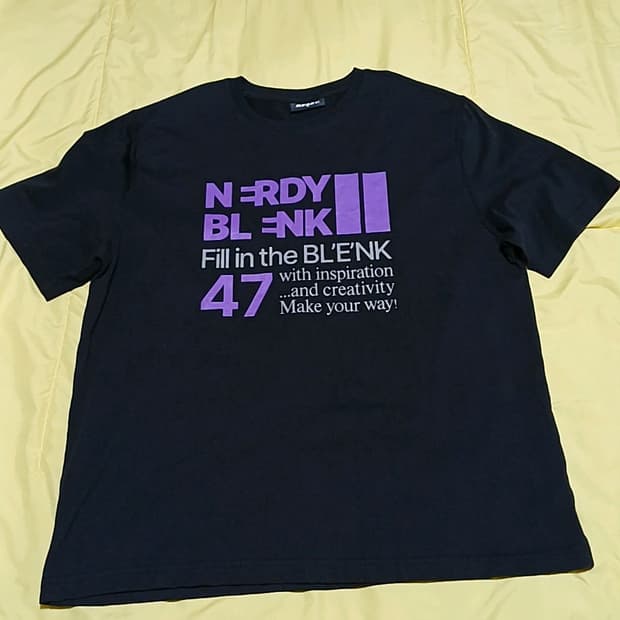 NERDY
BLENK
Fill in the BL'E'NK
47
with inspiration
...and creativity
Make your way!